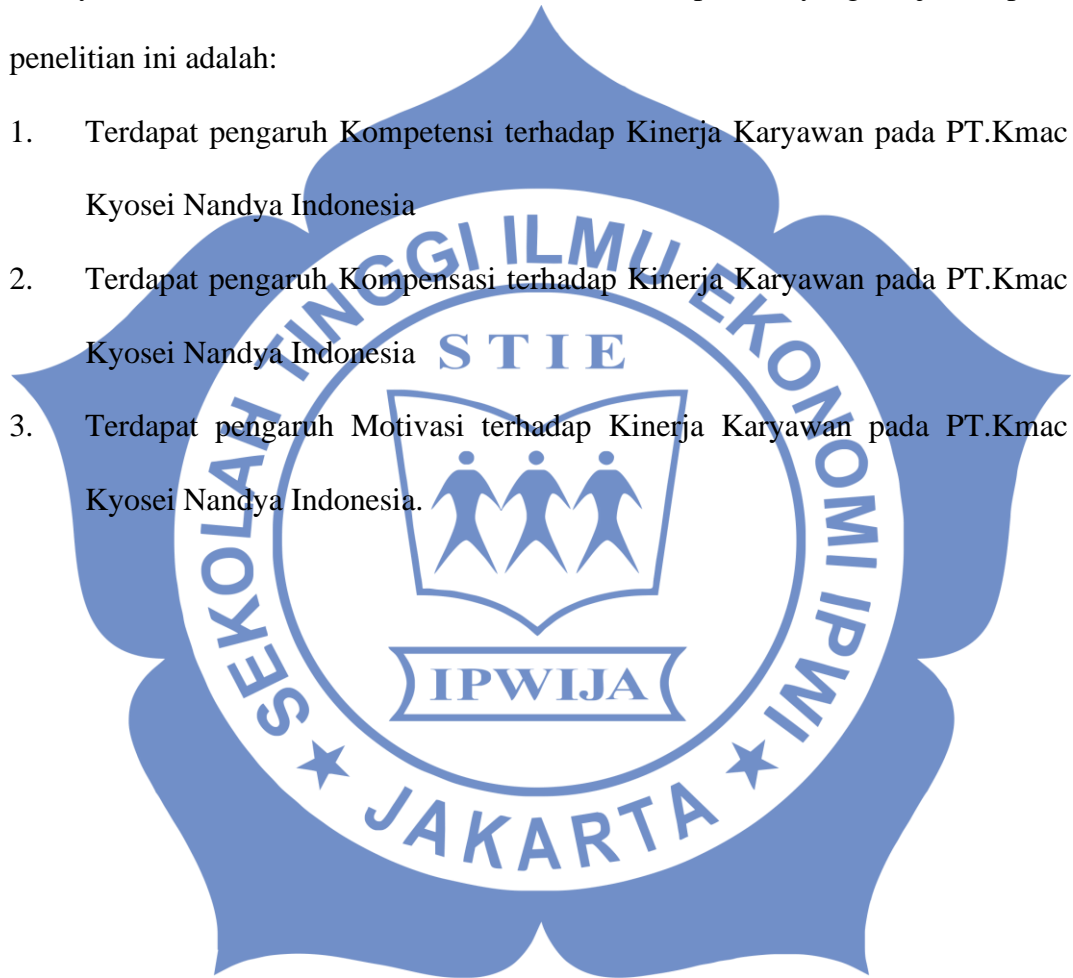 penelitian ini adalah:
1. Terdapat pengaruh Kompetensi terhadap Kinerja Karyawan pada PT.Kmac
Kyosei Nandya Indonesia
2. Terdapat pengaruh Kompensasi terhadap Kinerja Karyawan pada PT.Kmac
Kyosei Nandya Indonesia
3. Terdapat pengaruh Motivasi terhadap Kinerja Karyawan pada PT.Kmac
Kyosei Nandya Indonesia.
SEKOLAH TINGGI ILMU EKONOMI IPWI
STIE
IPWIJA
★ JAKARTA ★